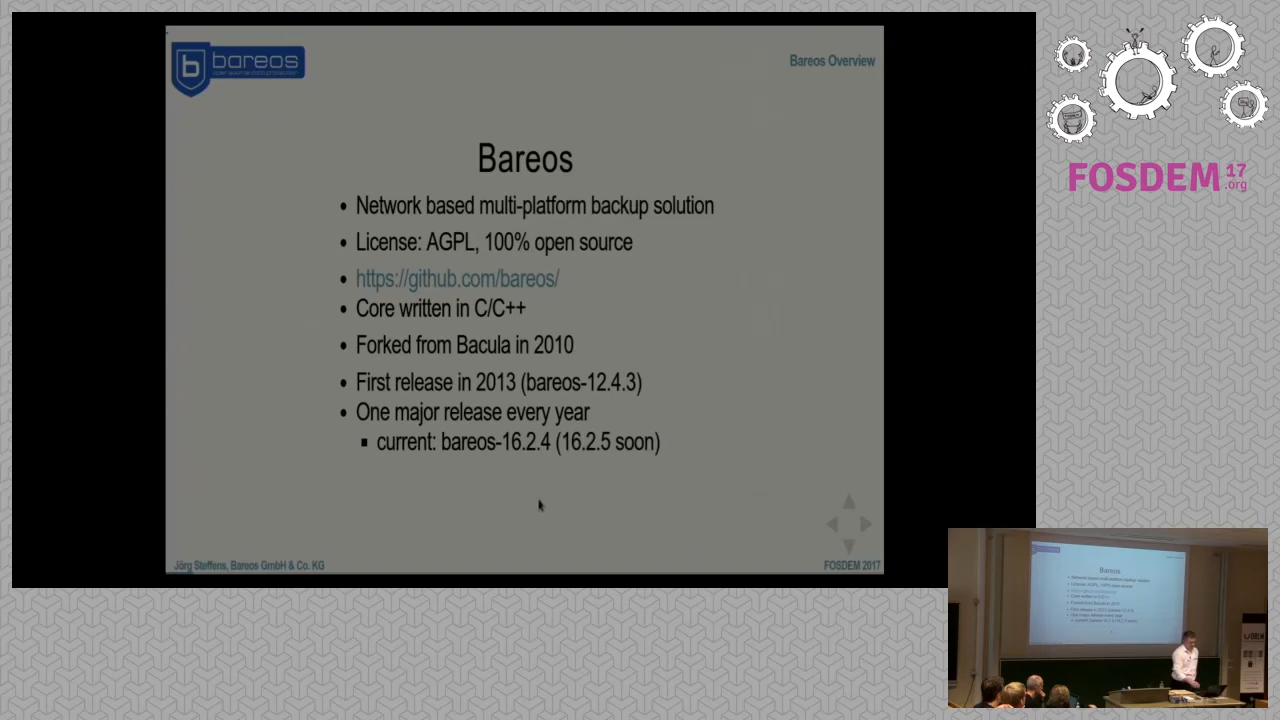 bareos
Bareos Overview
Bareos
Network based multi-platform backup solution
License: AGPL, 100% open source
https://github.com/bareos/
Core written in C/C++
Forked from Bacula in 2010
First release in 2013 (bareos-12.4.3)
One major release every year
current: bareos-16.2.4 (16.2.5 soon)
Jörg Steffens, Bareos GmbH & Co. KG
FOSDEM 2017
FOSDEM 17
.org
Bareos